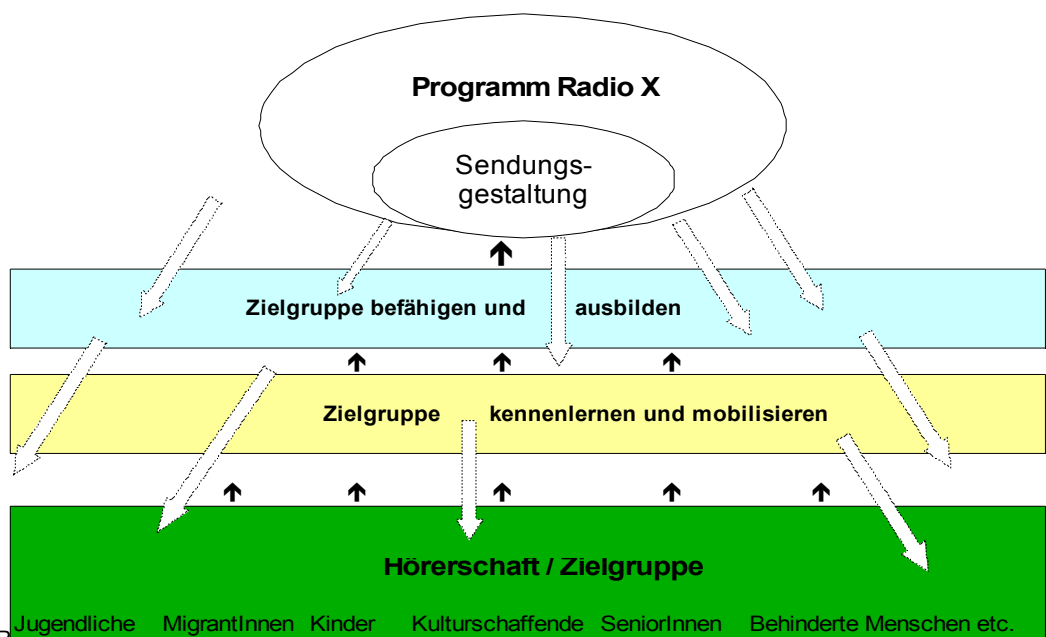 Programm Radio X
Sendungs-
gestaltung
Zielgruppe befähigen und ausbilden
Zielgruppe kennenlernen und mobilisieren
Hörerschaft / Zielgruppe
Jugendliche MigrantInnen Kinder Kulturschaffende SeniorInnen Behinderte Menschen etc.